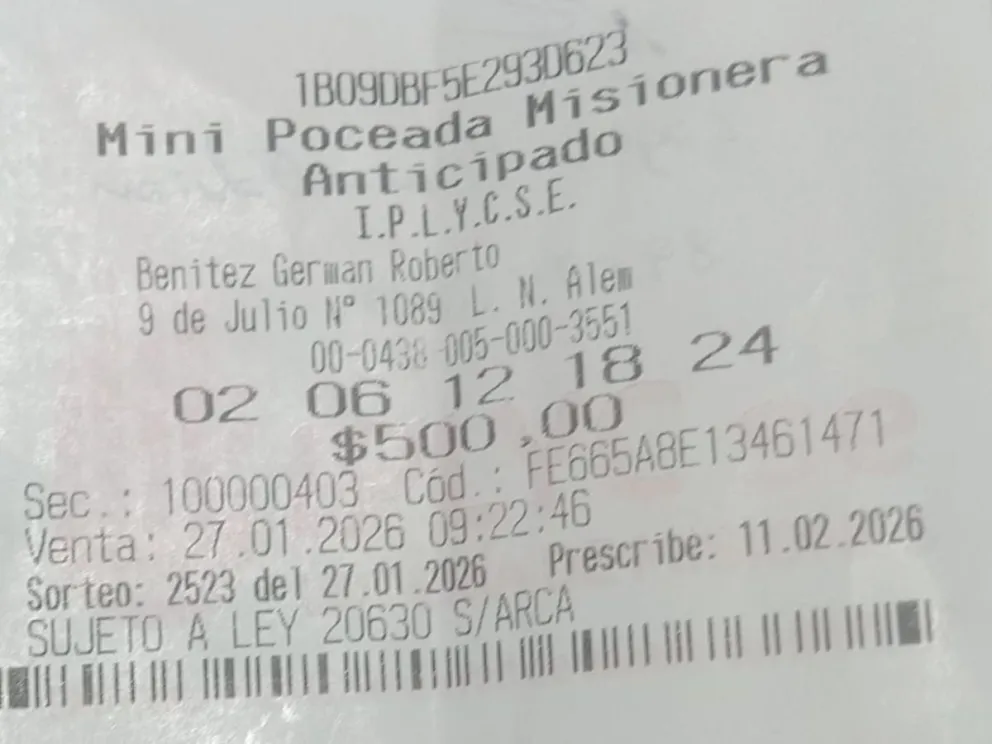 1B09DBF5E293D623
Mini Poceada Misionera
Anticipado
I.P.L.Y.C.S.E.
Benitez German Roberto
9 de Julio Nº 1089 L. N. Alem
00-0438-005-000-3551
02 06 12 18 24
$500,00
Sec.: 100000403 Cód.: FE665A8E13461471
Venta: 27.01.2026 09:22:46
Sorteo: 2523 del 27.01.2026 Prescribe: 11.02.2026
SUJETO A LEY 20630 S/ARCA